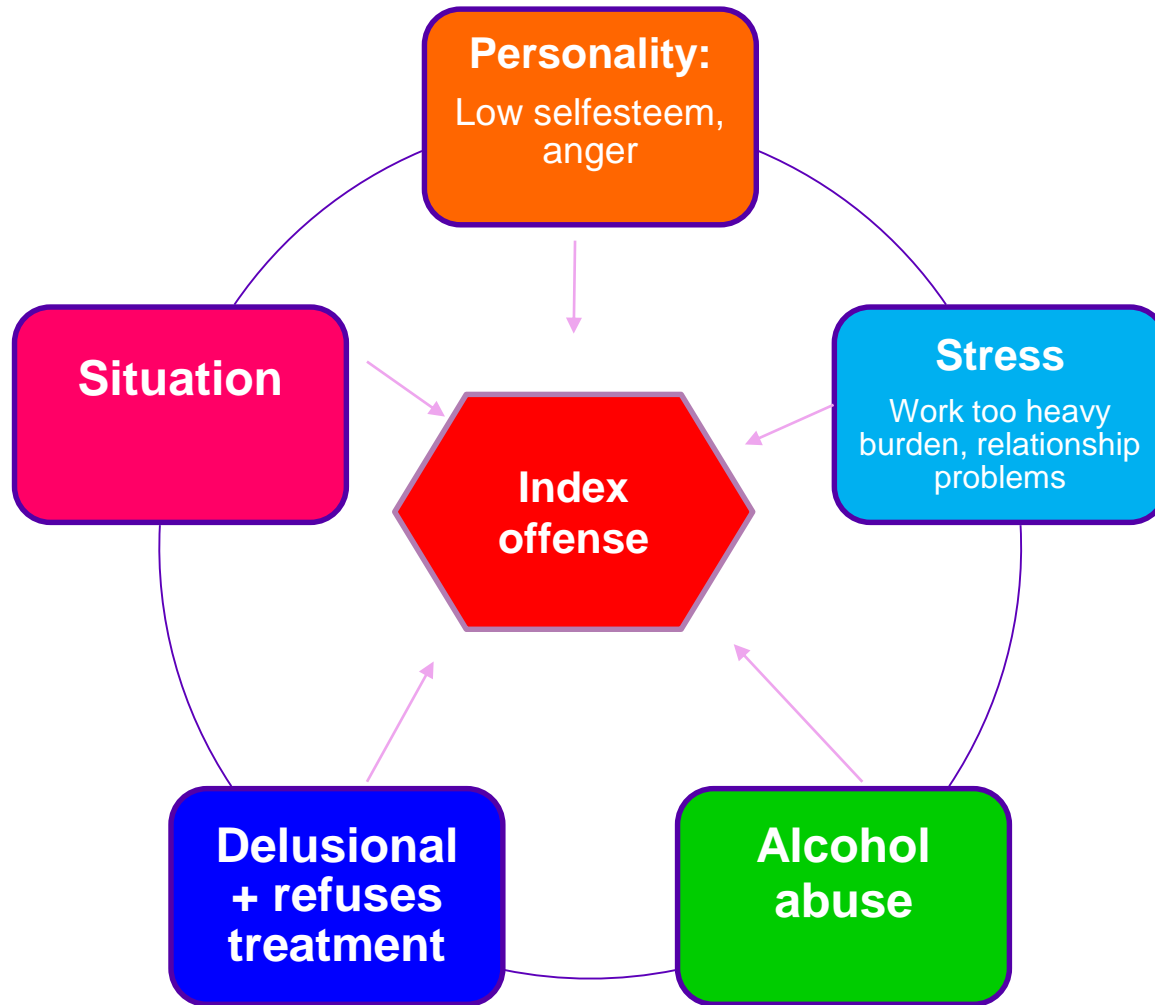 Personality:
Low selfesteem,
anger
Situation
Stress
Work too heavy
burden, relationship
problems
Index
offense
Delusional
+ refuses
treatment
Alcohol
abuse